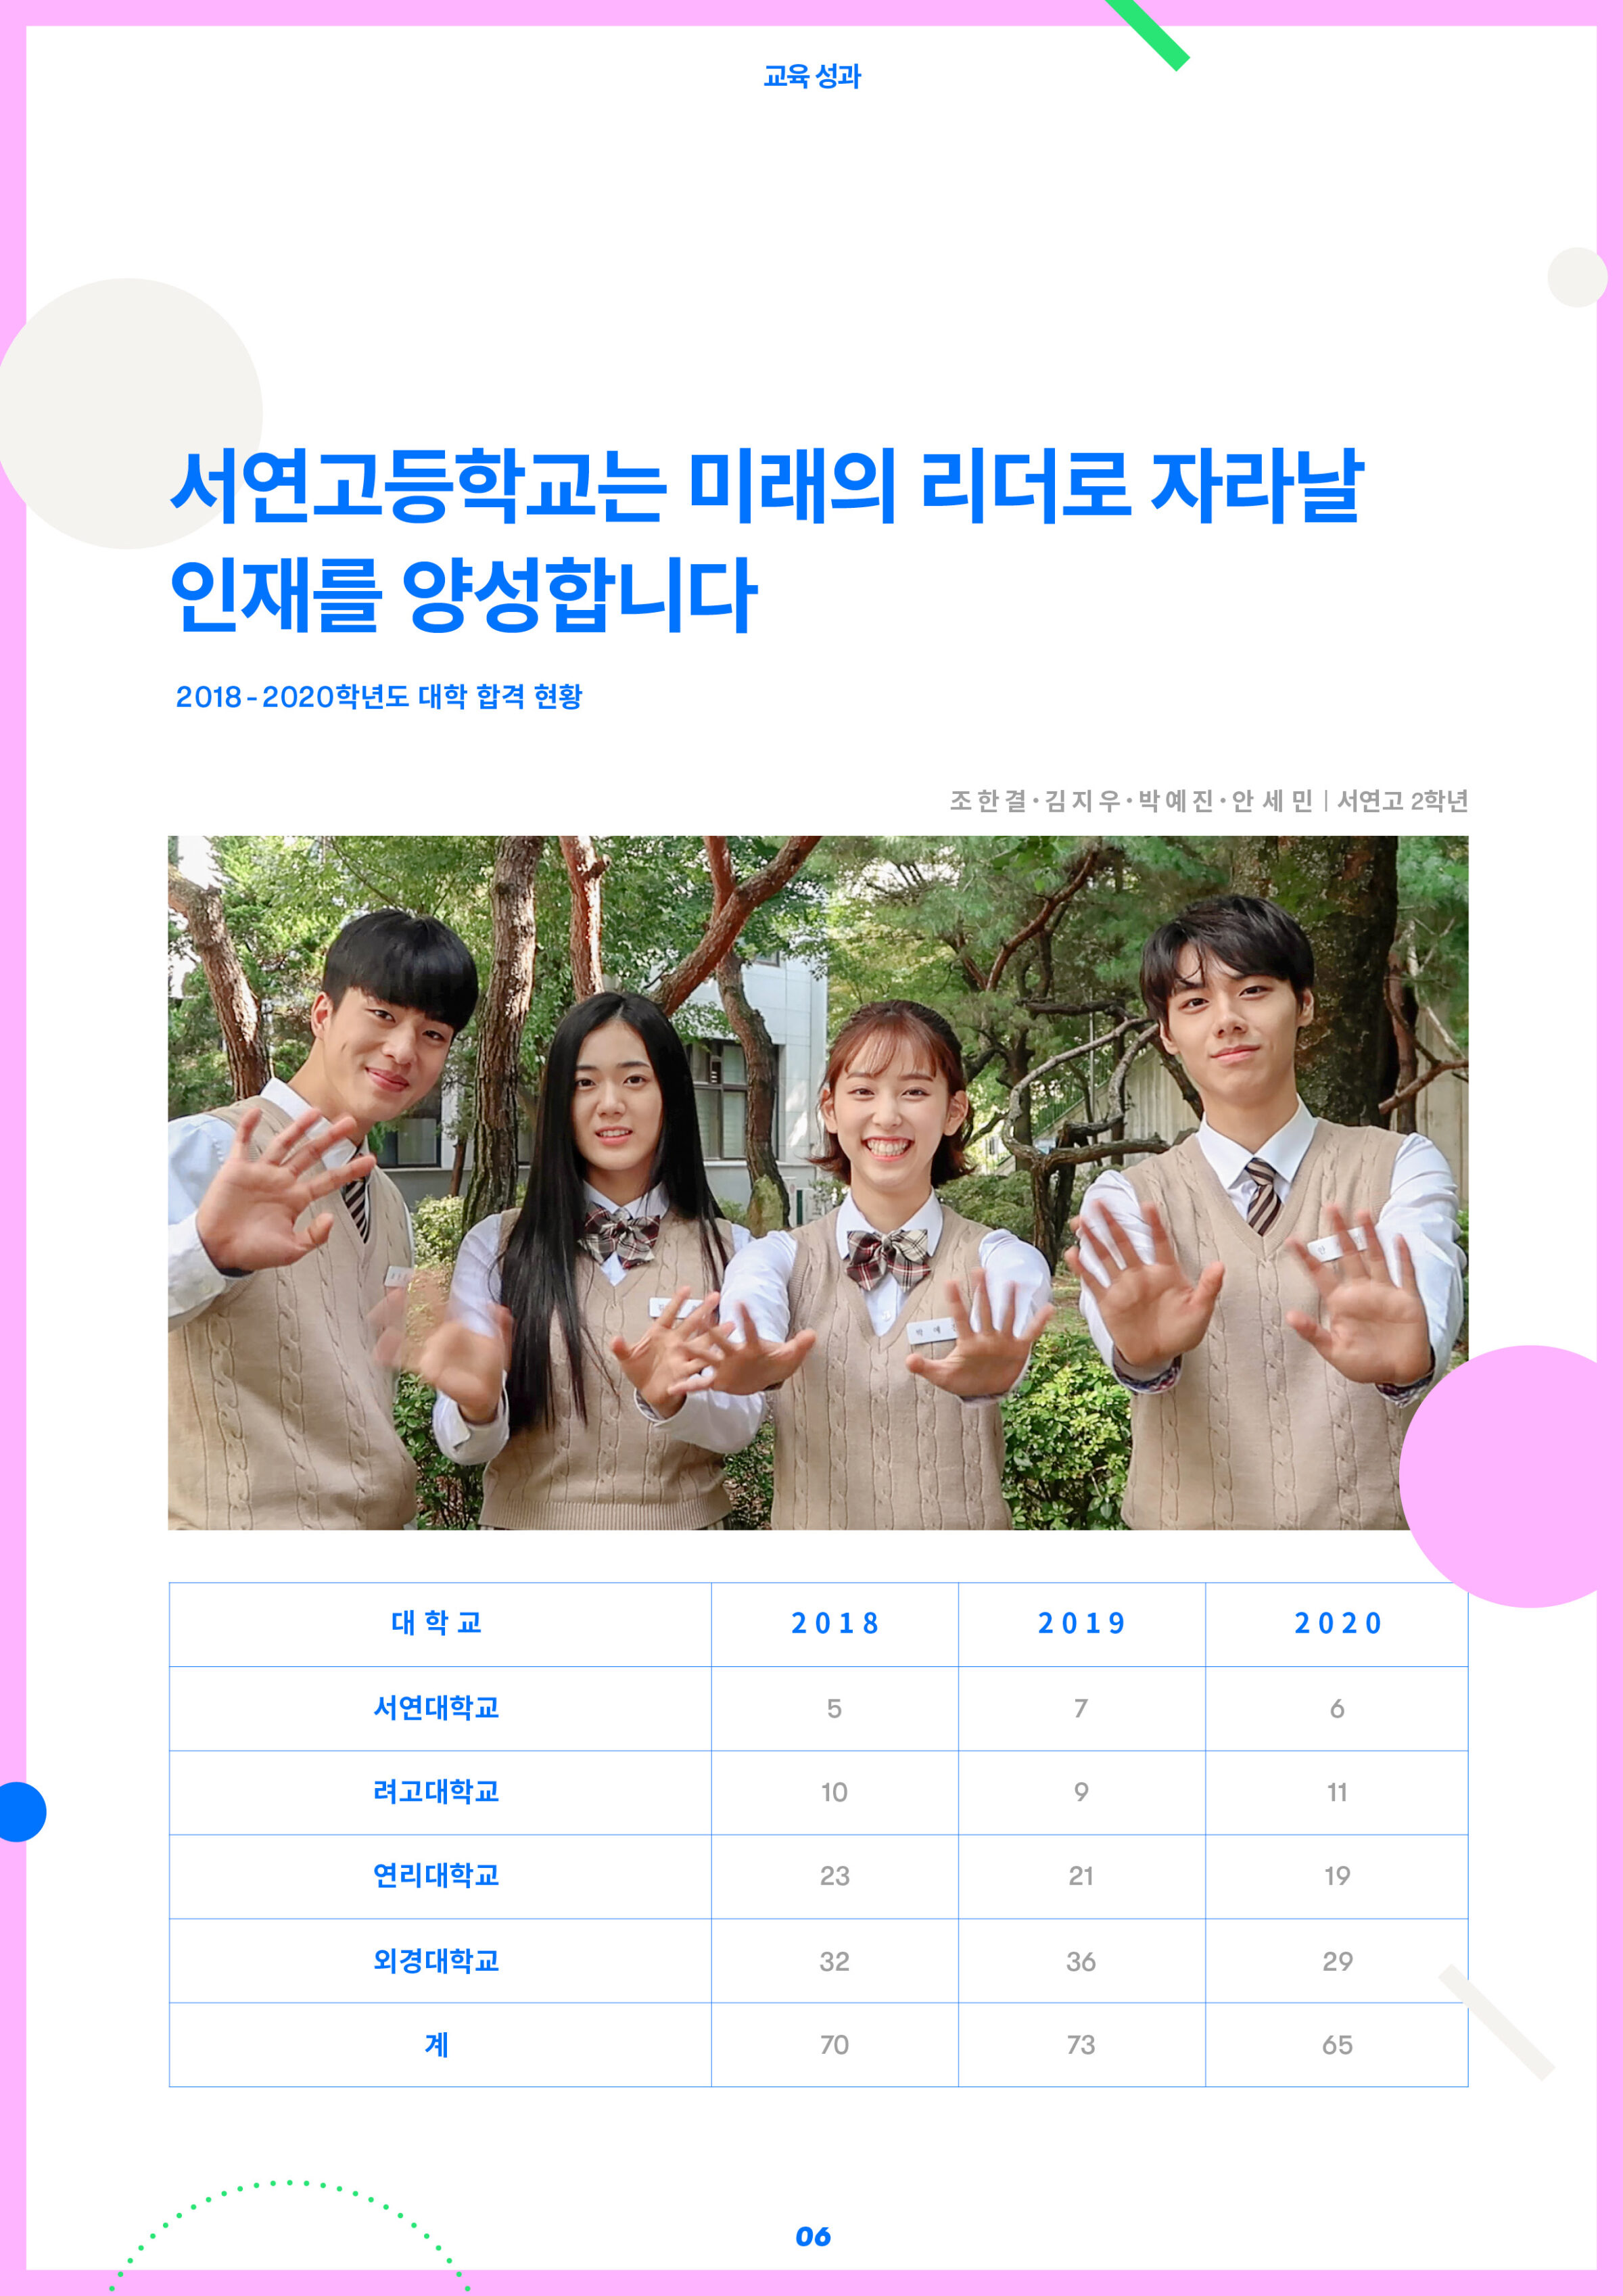 교육 성과
서연고등학교는 미래의 리더로 자라날
인재를 양성합니다
2018-2020학년도 대학 합격 현황
조한결·김지우·박예진·안세민 | 서연고 2학년
대학교 2018 2019 2020
서연대학교 5 7 6
려고대학교 10 9 11
연리대학교 23 21 19
외경대학교 32 36 29
계 70 73 65
06